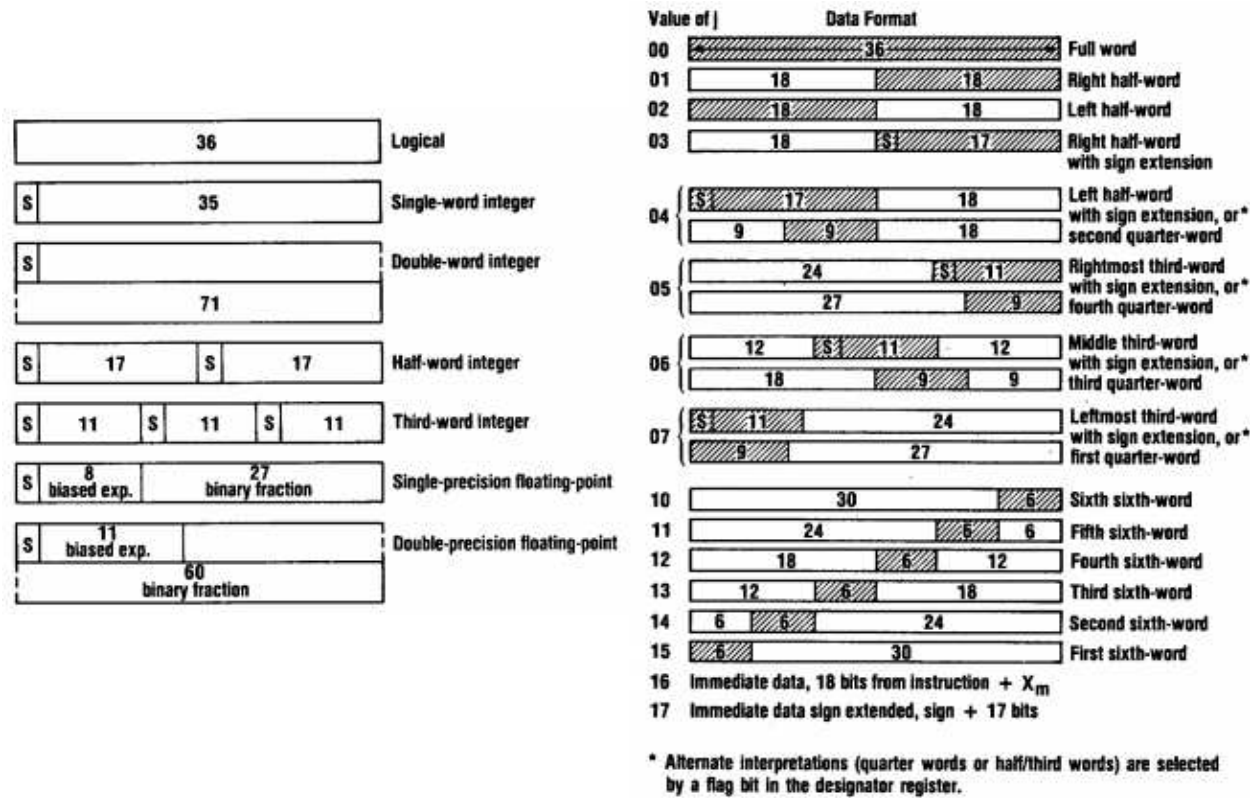 36
Logical
S 35
Single-word integer
S
Double-word integer
71
S 17 S 17
Half-word integer
S 11 S 11 S 11
Third-word integer
8 27
S biased exp. binary fraction
Single-precision floating-point
11
S biased exp.
Double-precision floating-point
60
binary fraction
Value of j Data Format
00 36 Full word
01 18 18 Right half-word
02 18 18 Left half-word
03 18 S 17 Right half-word
with sign extension
04 S 17 18 Left half-word
with sign extension, or*
9 9 18 second quarter-word
05 24 S 11 Rightmost third-word
with sign extension, or*
27 9 fourth quarter-word
06 12 S 11 12 Middle third-word
with sign extension, or*
18 9 9 third quarter-word
07 S 11 24 Leftmost third-word
with sign extension, or*
9 27 first quarter-word
10 30 6 Sixth sixth-word
11 24 6 6 Fifth sixth-word
12 18 6 12 Fourth sixth-word
13 12 6 18 Third sixth-word
14 6 6 24 Second sixth-word
15 6 30 First sixth-word
16 Immediate data, 18 bits from instruction + Xm
17 Immediate data sign extended, sign + 17 bits
* Alternate interpretations (quarter words or half/third words) are selected
by a flag bit in the designator register.